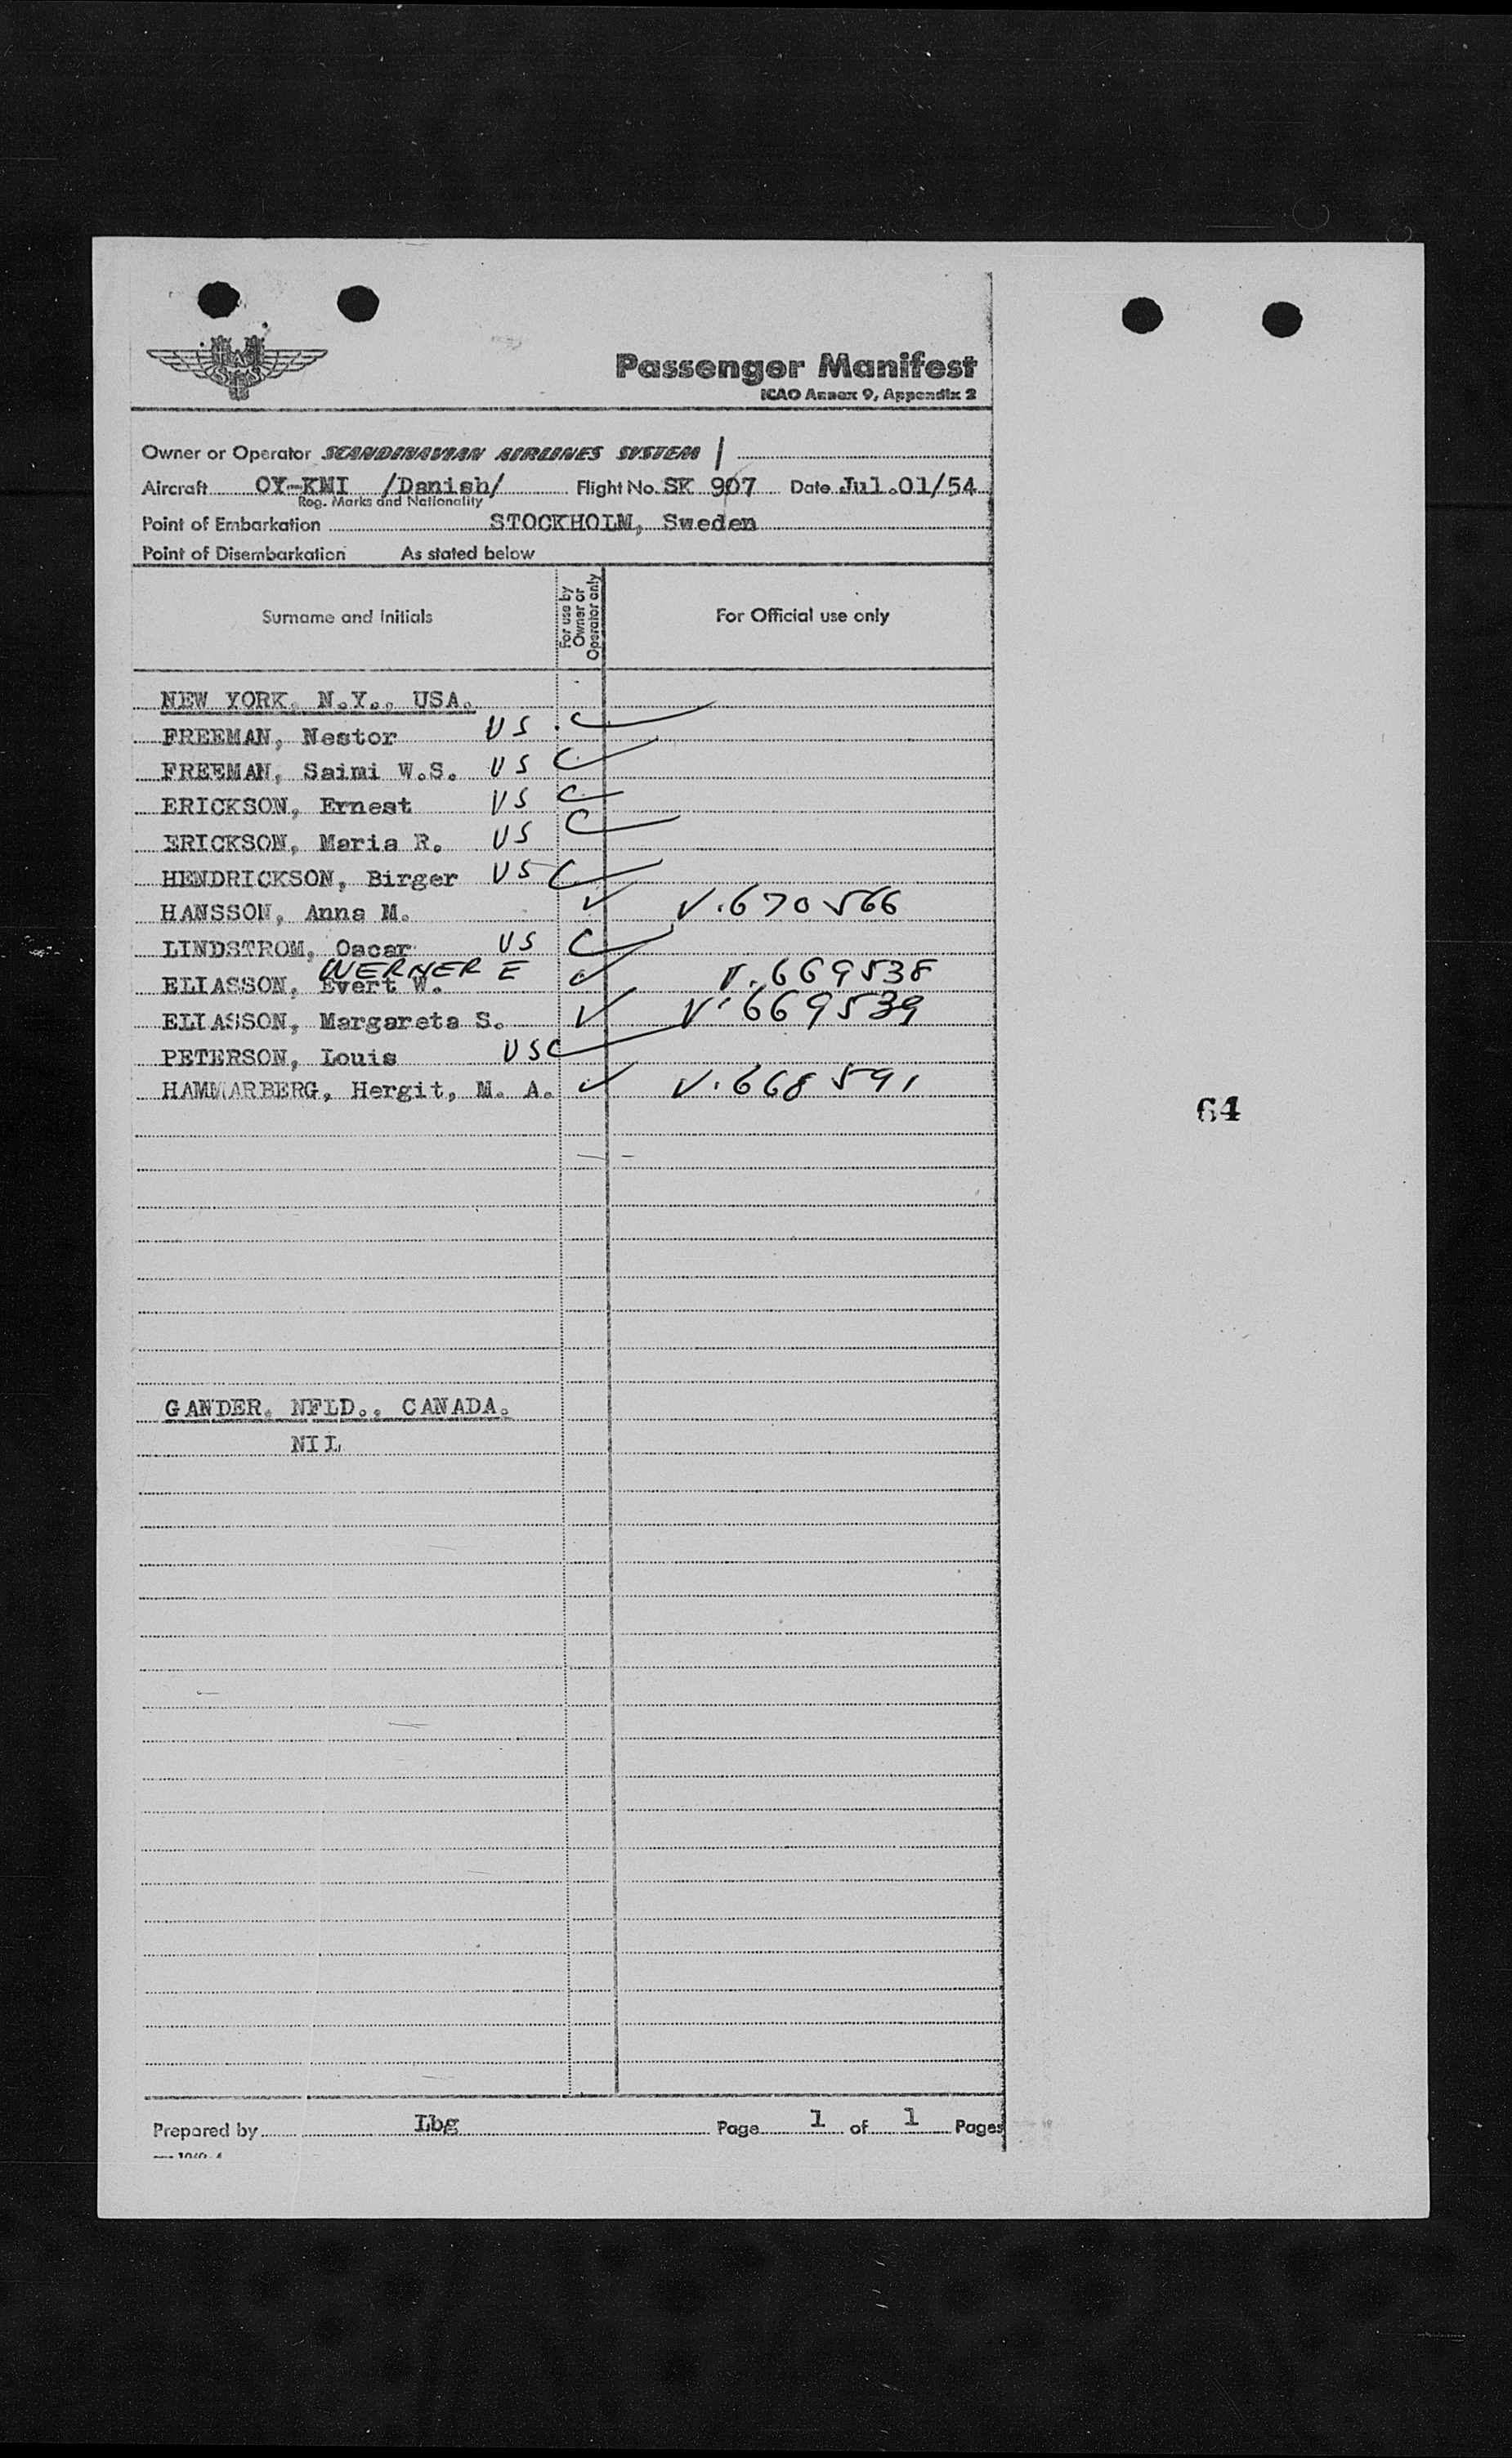 SAS
Passenger Manifest
ICAO Annex 9, Appendix 2
Owner or Operator SCANDINAVIAN AIRLINES SYSTEM
Aircraft OY-KMI /Danish/ Flight No. SK 907 Date Jul.01/54
Reg. Marks and Nationality
Point of Embarkation STOCKHOLM, Sweden
Point of Disembarkation As stated below
Surname and Initials For use by Owner or Operator only For Official use only
NEW YORK, N.Y., USA.
FREEMAN, Nestor US
FREEMAN, Saimi W.S. US
ERICKSON, Ernest US
ERICKSON, Maria R. US
HENDRICKSON, Birger US
HANSSON, Anna M. V.670566
LINDSTROM, Oscar US
WERNER E
ELIASSON, Evert W. V.669538
ELIASSON, Margareta S. V.669539
PETERSON, Louis USC
HAMMARBERG, Hergit, M. A. V.668591
64
GANDER, NFLD., CANADA.
NIL
Prepared by Lbg Page 1 of 1 Pages